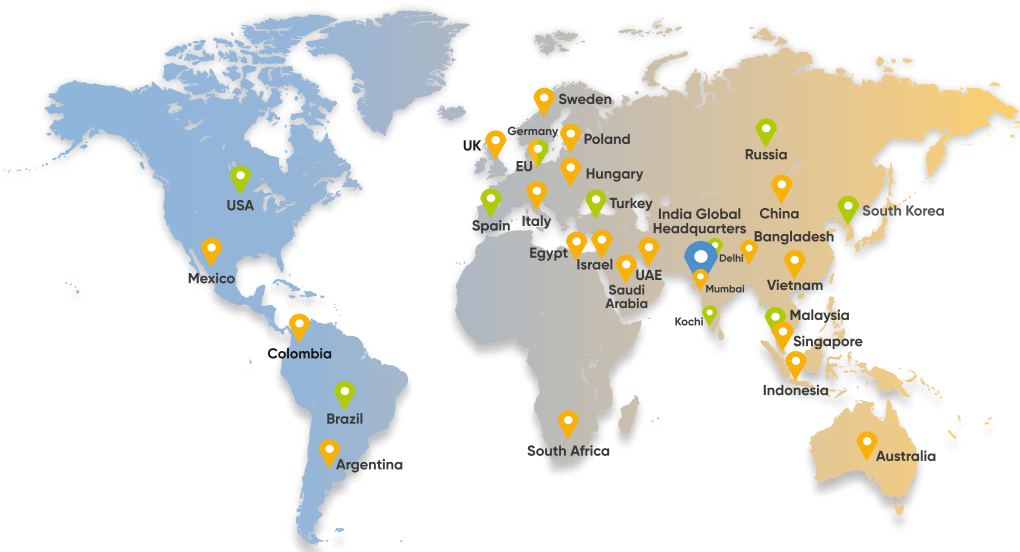 Sweden
Germany
Poland
UK
EU
Hungary
Russia
USA
Spain
Italy
Turkey
China
South Korea
India Global
Headquarters
Bangladesh
Egypt
Israel
UAE
Delhi
Mexico
Saudi
Arabia
Mumbai
Vietnam
Kochi
Malaysia
Singapore
Colombia
Indonesia
Brazil
South Africa
Argentina
Australia